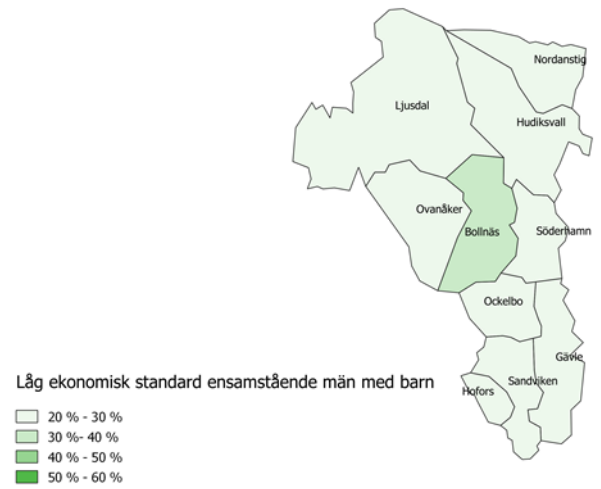 Nordanstig
Ljusdal
Hudiksvall
Ovanåker
Bollnäs
Söderhamn
Ockelbo
Gävle
Sandviken
Hofors
Låg ekonomisk standard ensamstående män med barn
20 % - 30 %
30 %- 40 %
40 % - 50 %
50 % - 60 %